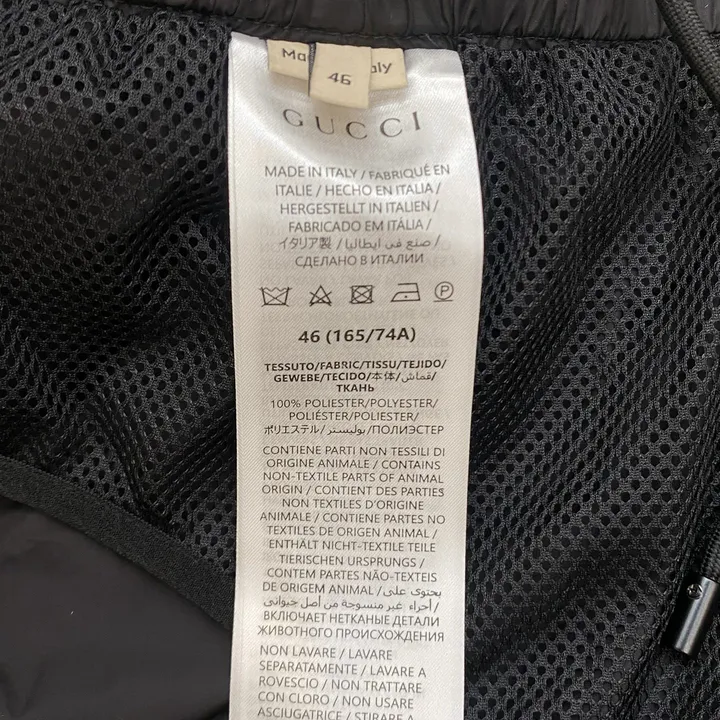 46
GUCCI
MADE IN ITALY / FABRIQUÉ EN
ITALIE / HECHO EN ITALIA /
HERGESTELLT IN ITALIEN /
FABRICADO EM ITÁLIA /
イタリア製 / صنع في ايطاليا /
СДЕЛАНО В ИТАЛИИ
P
46 (165/74A)
TESSUTO/FABRIC/TISSU/TEJIDO/
GEWEBE/TECIDO/本体/قماش/
ТКАНЬ
100% POLIESTER/POLYESTER/
POLIÉSTER/POLIESTER/
ポリエステル/بوليستر/ПОЛИЭСТЕР
CONTIENE PARTI NON TESSILI DI
ORIGINE ANIMALE / CONTAINS
NON-TEXTILE PARTS OF ANIMAL
ORIGIN / CONTIENT DES PARTIES
NON TEXTILES D'ORIGINE
ANIMALE / CONTIENE PARTES NO
TEXTILES DE ORIGEN ANIMAL /
ENTHÄLT NICHT-TEXTILE TEILE
TIERISCHEN URSPRUNGS /
CONTEM PARTES NÃO-TEXTEIS
DE ORIGEM ANIMAL / يحتوى على
أجزاء غير منسوجة من أصل حيواني /
ВКЛЮЧАЕТ НЕТКАНЫЕ ДЕТАЛИ
ЖИВОТНОГО ПРОИСХОЖДЕНИЯ
NON LAVARE / LAVARE
SEPARATAMENTE / LAVARE A
ROVESCIO / NON TRATTARE
CON CLORO / NON USARE
ASCIUGATRICE / STIRARE A